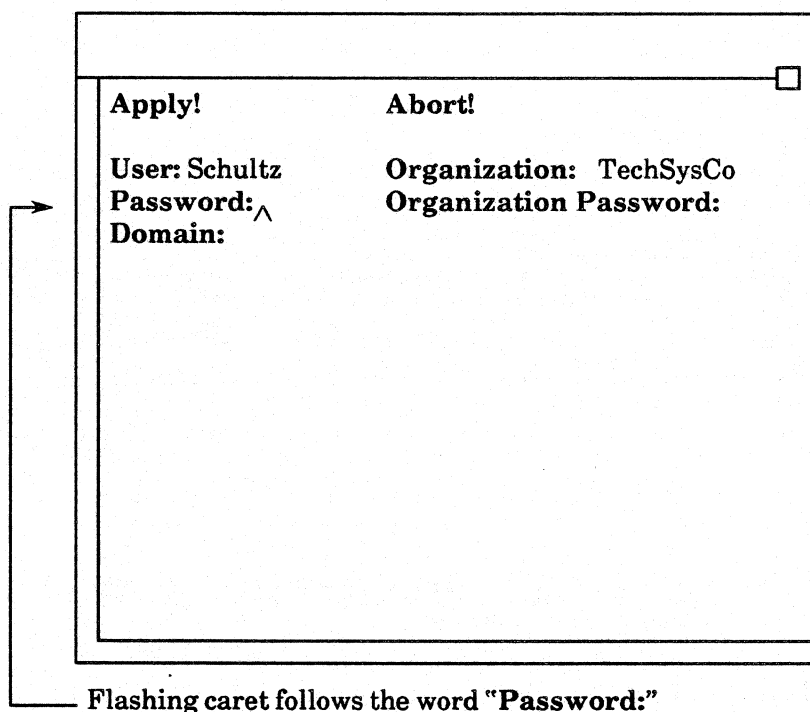 Apply! Abort!
User: Schultz Organization: TechSysCo
Password:^ Organization Password:
Domain:
Flashing caret follows the word "Password:"